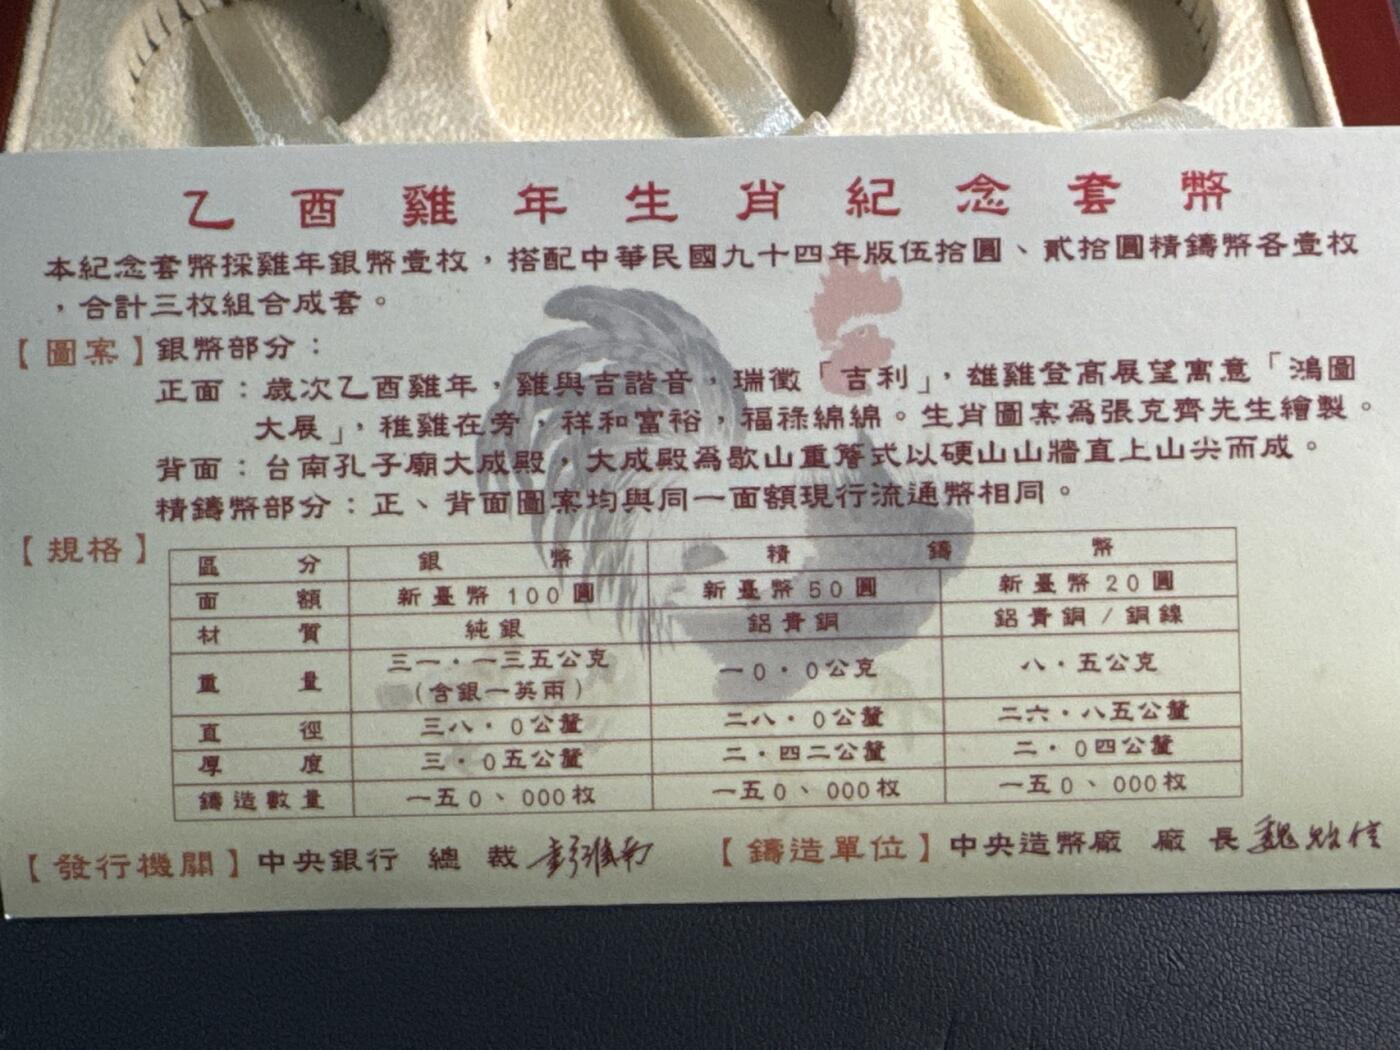 乙酉雞年生肖紀念套幣
本紀念套幣採雞年銀幣壹枚，搭配中華民國九十四年版伍拾圓、貳拾圓精鑄幣各壹枚
，合計三枚組合成套。
【圖案】銀幣部分：
正面：歲次乙酉雞年，雞與吉諧音，瑞徵「吉利」，雄雞登高展望寓意「鴻圖
大展」，稚雞在旁，祥和富裕，福祿綿綿。生肖圖案為張克齊先生繪製。
背面：台南孔子廟大成殿，大成殿為歇山重簷式以硬山山牆直上山尖而成。
精鑄幣部分：正、背面圖案均與同一面額現行流通幣相同。
【規格】
區分 銀幣 精鑄幣
面額 新臺幣100圓 新臺幣50圓 新臺幣20圓
材質 純銀 鋁青銅 鋁青銅/銅鎳
重量 三一．一三五公克 一0．0公克 八．五公克
（含銀一英兩）
直徑 三八．0公釐 二八．0公釐 二六．八五公釐
厚度 三．0五公釐 二．四二公釐 二．0四公釐
鑄造數量 一五0、000枚 一五0、000枚 一五0、000枚
【發行機關】中央銀行 總裁 彭淮南 【鑄造單位】中央造幣廠 廠長